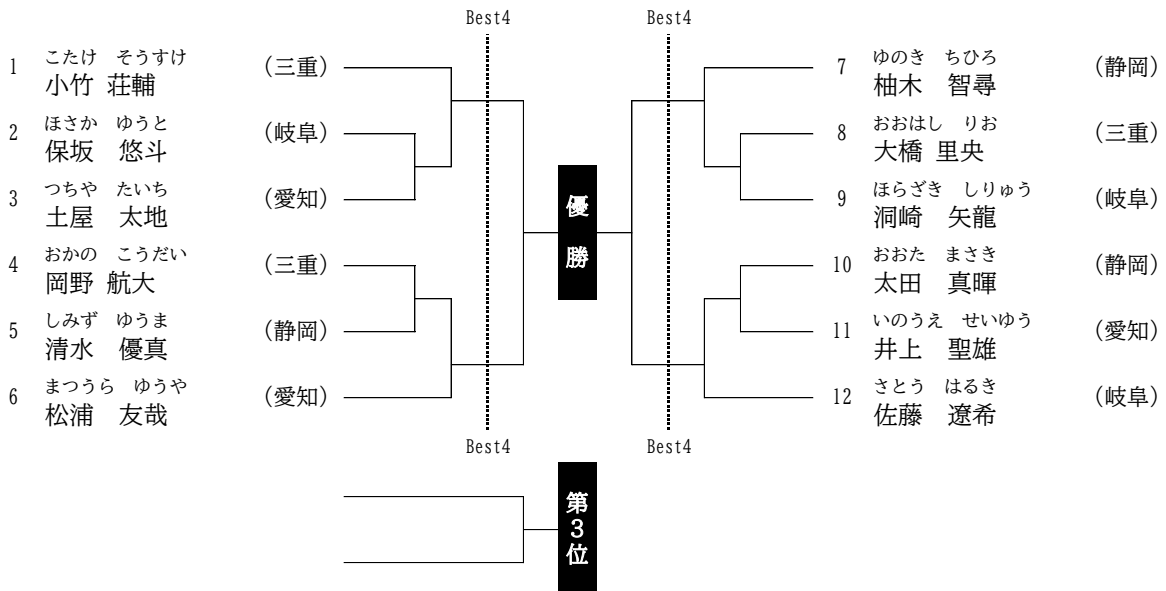 Best4 Best4
1 こたけ そうすけ
小竹 荘輔 (三重)
2 ほさか ゆうと
保坂 悠斗 (岐阜)
3 つちや たいち
土屋 太地 (愛知)
4 おかの こうだい
岡野 航大 (三重)
5 しみず ゆうま
清水 優真 (静岡)
6 まつうら ゆうや
松浦 友哉 (愛知)
優勝
7 ゆのき ちひろ
柚木 智尋 (静岡)
8 おおはし りお
大橋 里央 (三重)
9 ほらざき しりゅう
洞崎 矢龍 (岐阜)
10 おおた まさき
太田 真暉 (静岡)
11 いのうえ せいゆう
井上 聖雄 (愛知)
12 さとう はるき
佐藤 遼希 (岐阜)
Best4 Best4
第3位